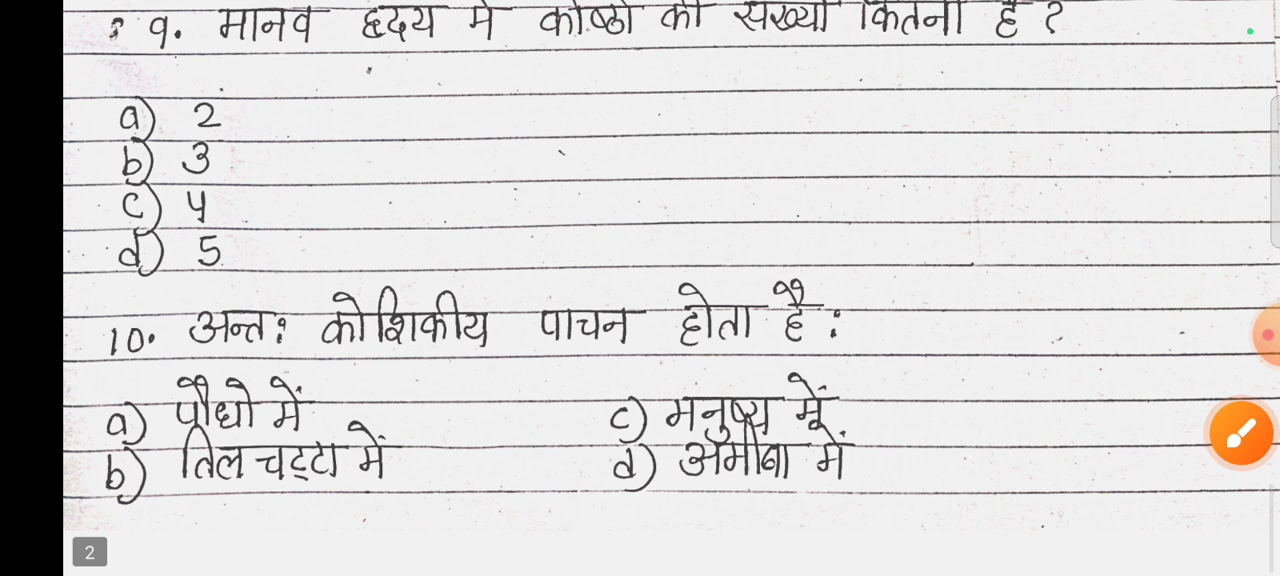 9. मानव हृदय मे कोष्ठो की संख्या कितनी है ?
a) 2
b) 3
c) 4
d) 5
10. अन्त: कोशिकीय पाचन होता है :
a) पौधो में
c) मनुष्य में
b) तिलचट्टा में
d) अमीबा में
2